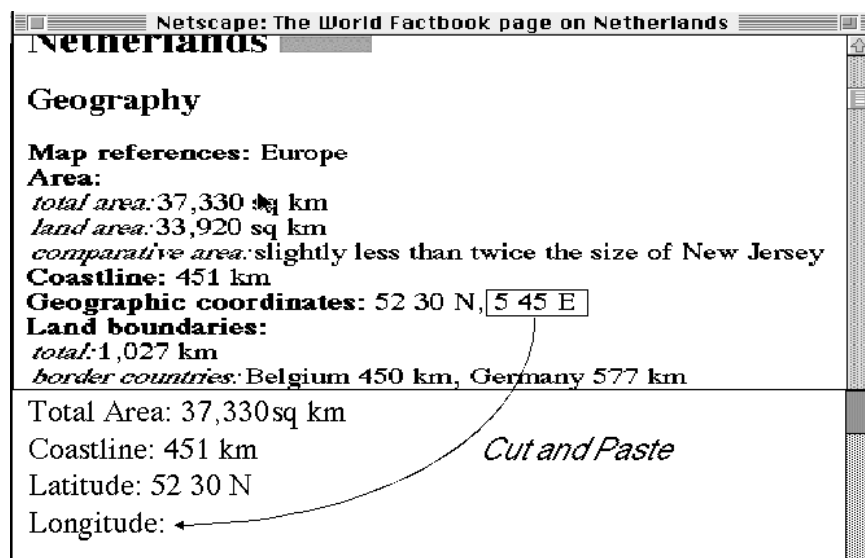 Netscape: The World Factbook page on Netherlands
Netherlands
Geography
Map references: Europe
Area:
total area: 37,330 sq km
land area: 33,920 sq km
comparative area: slightly less than twice the size of New Jersey
Coastline: 451 km
Geographic coordinates: 52 30 N, 5 45 E
Land boundaries:
total: 1,027 km
border countries: Belgium 450 km, Germany 577 km
Total Area: 37,330 sq km
Coastline: 451 km
Cut and Paste
Latitude: 52 30 N
Longitude: